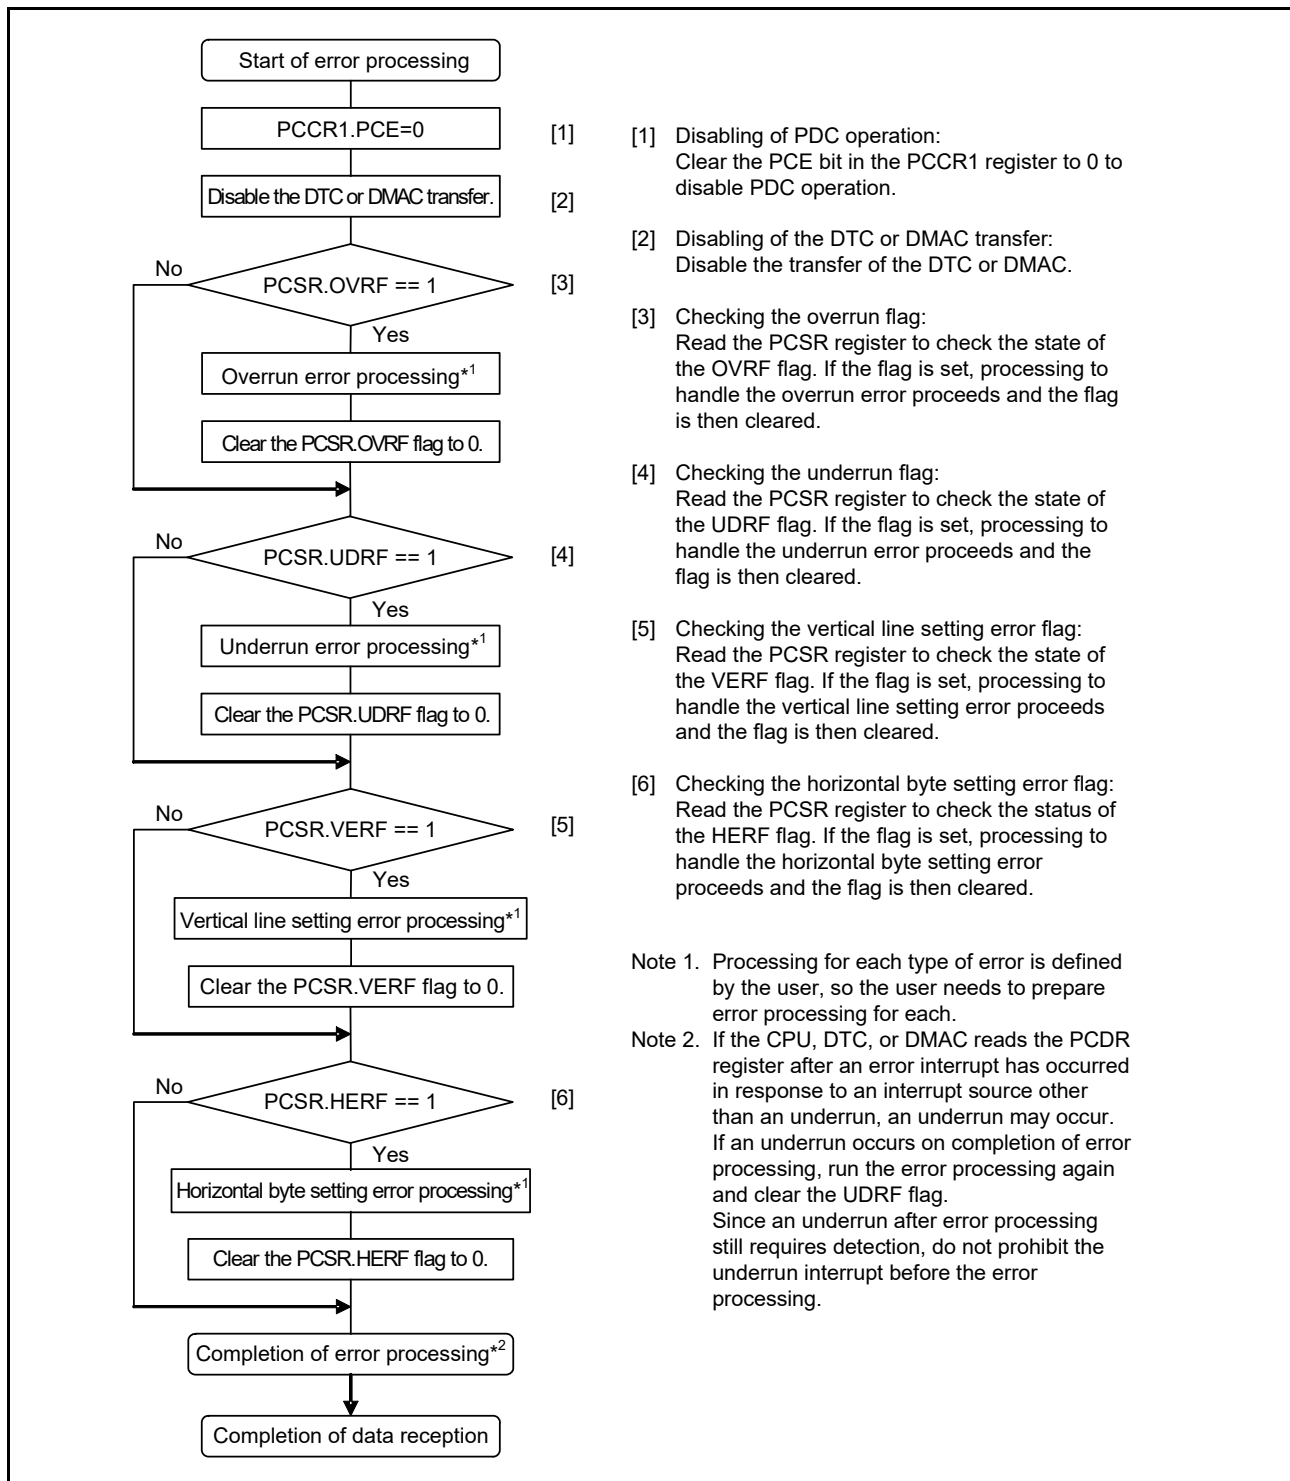 Start of error processing
PCCR1.PCE=0
[1]
Disable the DTC or DMAC transfer.
[2]
No
PCSR.OVRF == 1
[3]
Yes
Overrun error processing*1
Clear the PCSR.OVRF flag to 0.
No
PCSR.UDRF == 1
[4]
Yes
Underrun error processing*1
Clear the PCSR.UDRF flag to 0.
No
PCSR.VERF == 1
[5]
Yes
Vertical line setting error processing*1
Clear the PCSR.VERF flag to 0.
No
PCSR.HERF == 1
[6]
Yes
Horizontal byte setting error processing*1
Clear the PCSR.HERF flag to 0.
Completion of error processing*2
Completion of data reception
[1] Disabling of PDC operation:
Clear the PCE bit in the PCCR1 register to 0 to
disable PDC operation.
[2] Disabling of the DTC or DMAC transfer:
Disable the transfer of the DTC or DMAC.
[3] Checking the overrun flag:
Read the PCSR register to check the state of
the OVRF flag. If the flag is set, processing to
handle the overrun error proceeds and the flag
is then cleared.
[4] Checking the underrun flag:
Read the PCSR register to check the state of
the UDRF flag. If the flag is set, processing to
handle the underrun error proceeds and the
flag is then cleared.
[5] Checking the vertical line setting error flag:
Read the PCSR register to check the state of
the VERF flag. If the flag is set, processing to
handle the vertical line setting error proceeds
and the flag is then cleared.
[6] Checking the horizontal byte setting error flag:
Read the PCSR register to check the status of
the HERF flag. If the flag is set, processing to
handle the horizontal byte setting error
proceeds and the flag is then cleared.
Note 1. Processing for each type of error is defined
by the user, so the user needs to prepare
error processing for each.
Note 2. If the CPU, DTC, or DMAC reads the PCDR
register after an error interrupt has occurred
in response to an interrupt source other
than an underrun, an underrun may occur.
If an underrun occurs on completion of error
processing, run the error processing again
and clear the UDRF flag.
Since an underrun after error processing
still requires detection, do not prohibit the
underrun interrupt before the error
processing.